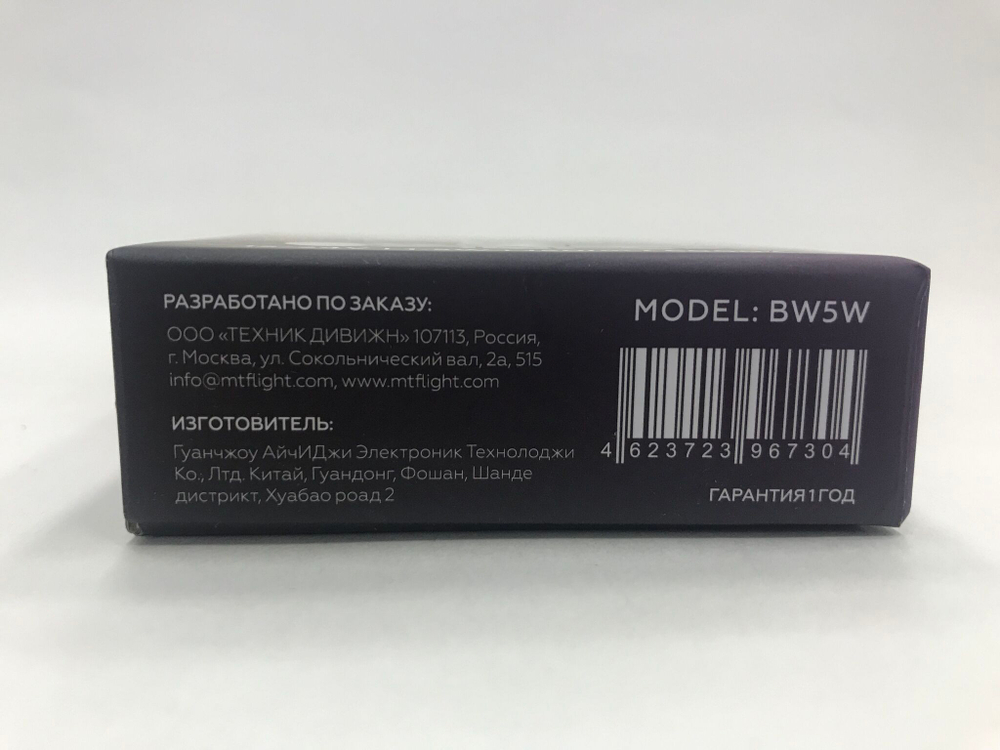 РАЗРАБОТАНО ПО ЗАКАЗУ:
ООО «ТЕХНИК ДИВИЖН» 107113, Россия,
г. Москва, ул. Сокольнический вал, 2а, 515
info@mtflight.com, www.mtflight.com
ИЗГОТОВИТЕЛЬ:
Гуанчжоу АйчИДжи Электроник Технолоджи
Ко., Лтд. Китай, Гуандонг, Фошан, Шанде
дистрикт, Хуабао роад 2
MODEL: BW5W
4 623723 967304
ГАРАНТИЯ 1 ГОД